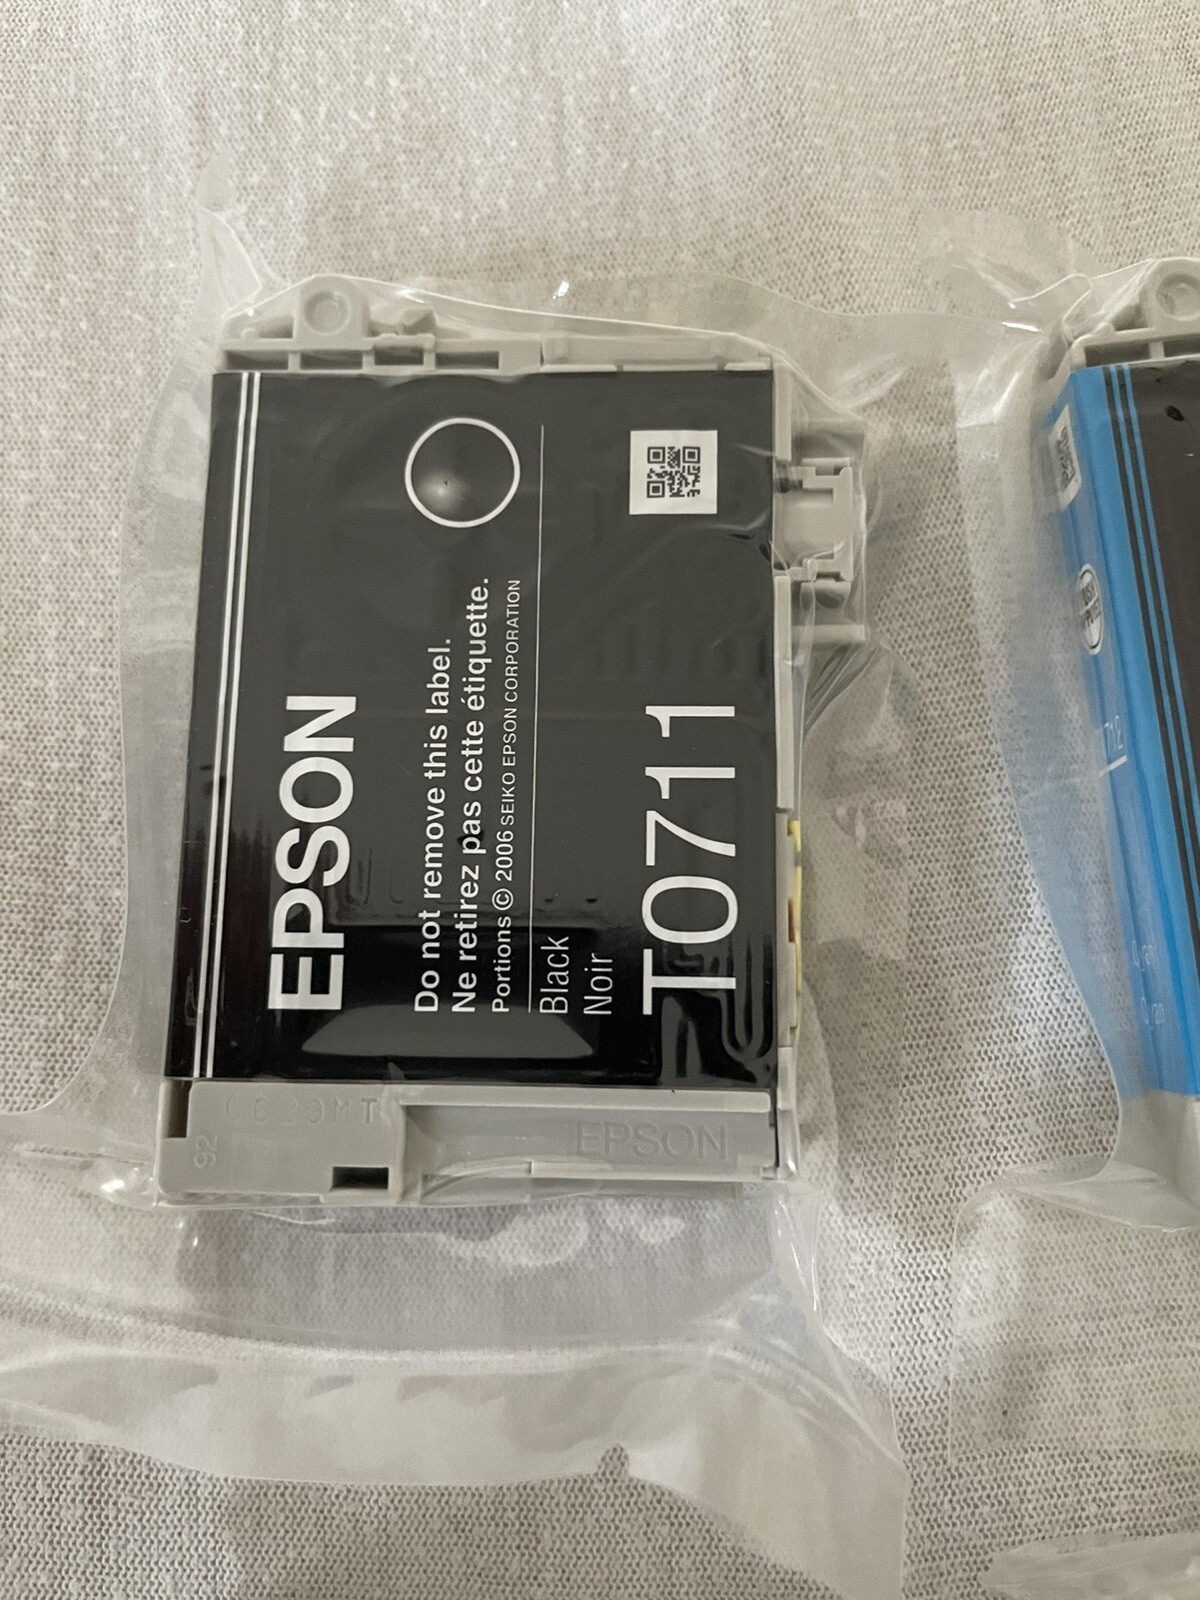 EPSON
Do not remove this label.
Ne retirez pas cette étiquette.
Portions © 2006 SEIKO EPSON CORPORATION
Black
Noir
T0711
92
EPSON